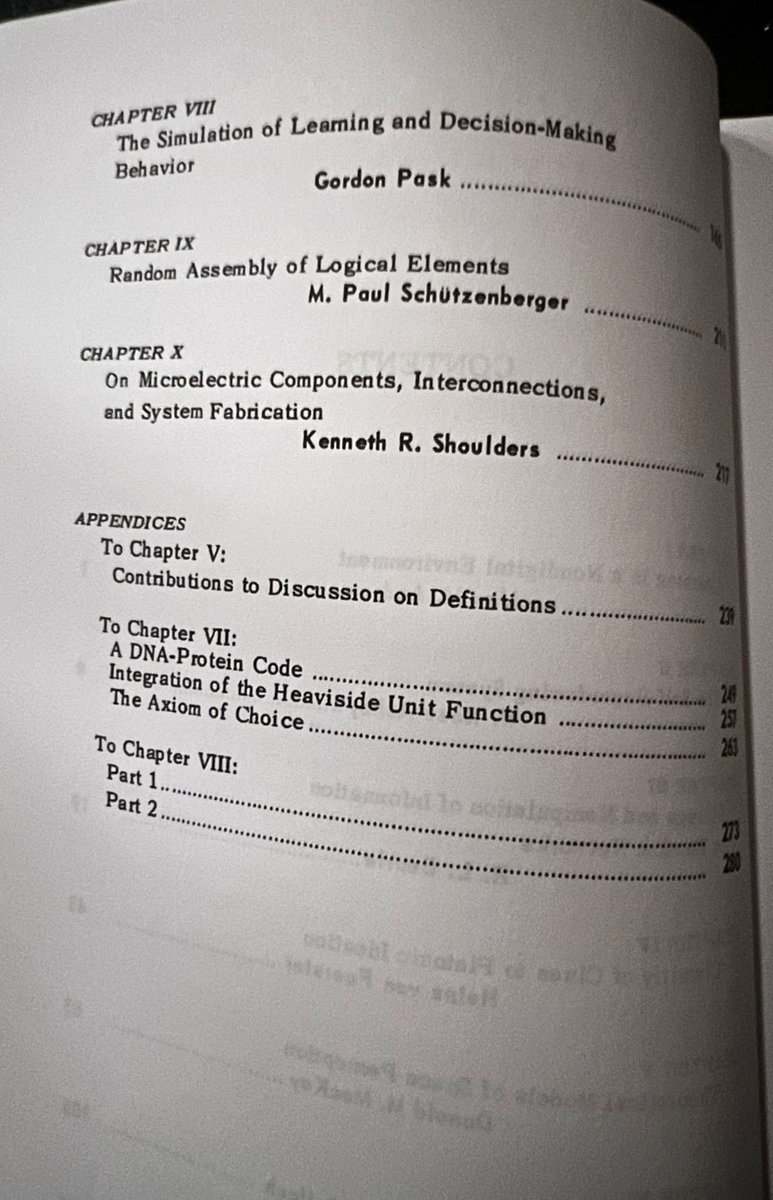 CHAPTER VIII
The Simulation of Learning and Decision-Making
Behavior
Gordon Pask ........................................
CHAPTER IX
Random Assembly of Logical Elements
M. Paul Schützenberger ....................
CHAPTER X
On Microelectric Components, Interconnections,
and System Fabrication
Kenneth R. Shoulders ......................... 217
APPENDICES
To Chapter V:
Contributions to Discussion on Definitions ........................ 239
To Chapter VII:
A DNA-Protein Code ................................................................ 249
Integration of the Heaviside Unit Function ........................ 257
The Axiom of Choice ................................................................ 263
To Chapter VIII:
Part 1 .................................................................................... 273
Part 2 .................................................................................... 280